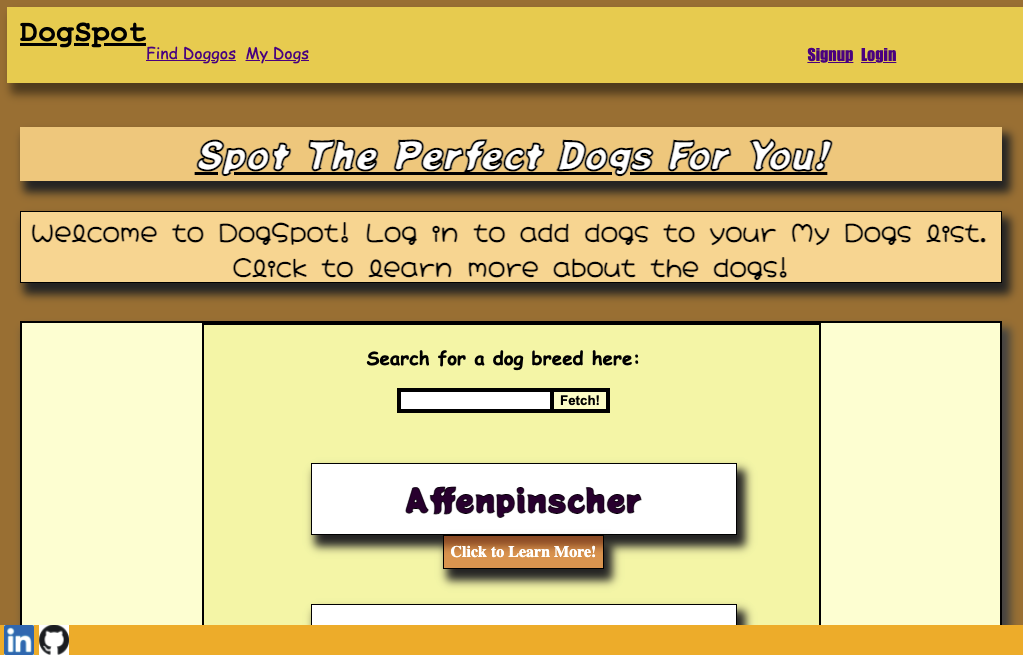 DogSpot
Find Doggos My Dogs
Signup Login
Spot The Perfect Dogs For You!
Welcome to DogSpot! Log in to add dogs to your My Dogs list.
Click to learn more about the dogs!
Search for a dog breed here:
Fetch!
Affenpinscher
Click to Learn More!
in